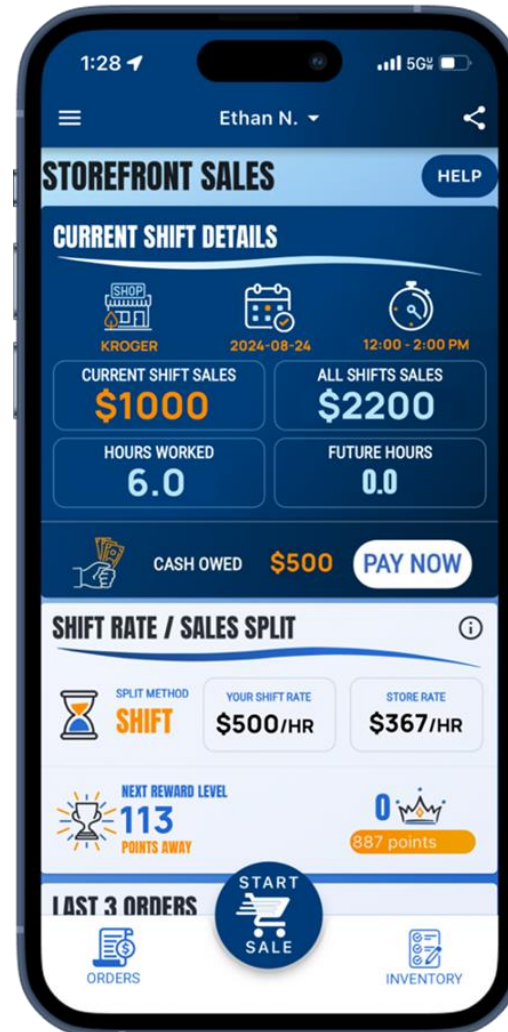 1:28
5GW
Ethan N.
STOREFRONT SALES
HELP
CURRENT SHIFT DETAILS
SHOP
KROGER
2024-08-24
12:00 - 2:00 PM
CURRENT SHIFT SALES
$1000
ALL SHIFTS SALES
$2200
HOURS WORKED
6.0
FUTURE HOURS
0.0
CASH OWED
$500
PAY NOW
SHIFT RATE / SALES SPLIT
SPLIT METHOD
SHIFT
YOUR SHIFT RATE
$500/HR
STORE RATE
$367/HR
NEXT REWARD LEVEL
113
POINTS AWAY
0
887 points
LAST 3 ORDERS
START
SALE
ORDERS
INVENTORY